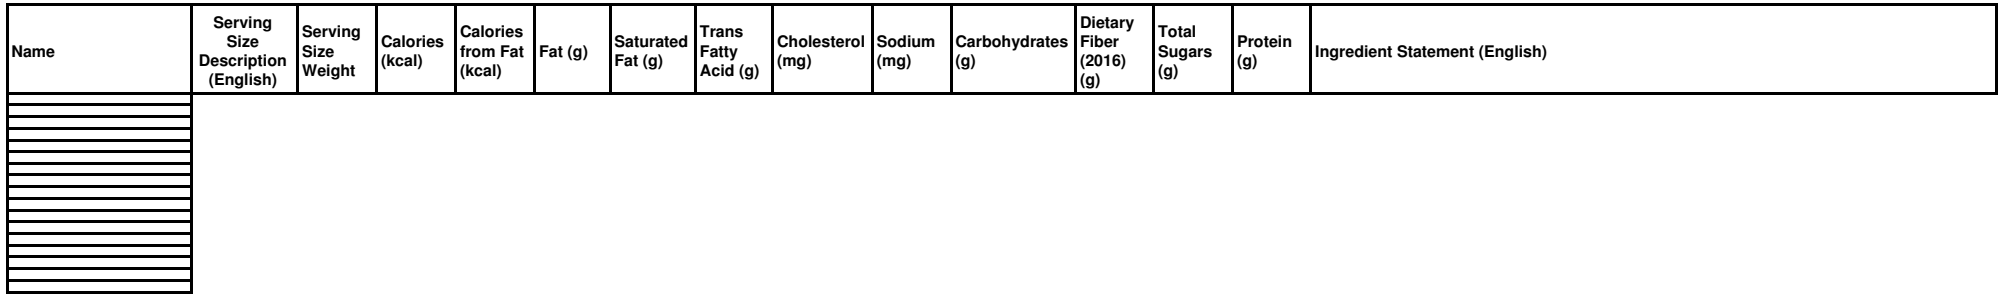 Name
Serving
Size
Description
(English)
Serving
Size
Weight
Calories
(kcal)
Calories
from Fat
(kcal)
Fat (g)
Saturated
Fat (g)
Trans
Fatty
Acid (g)
Cholesterol
(mg)
Sodium
(mg)
Carbohydrates
(g)
Dietary
Fiber
(2016)
(g)
Total
Sugars
(g)
Protein
(g)
Ingredient Statement (English)